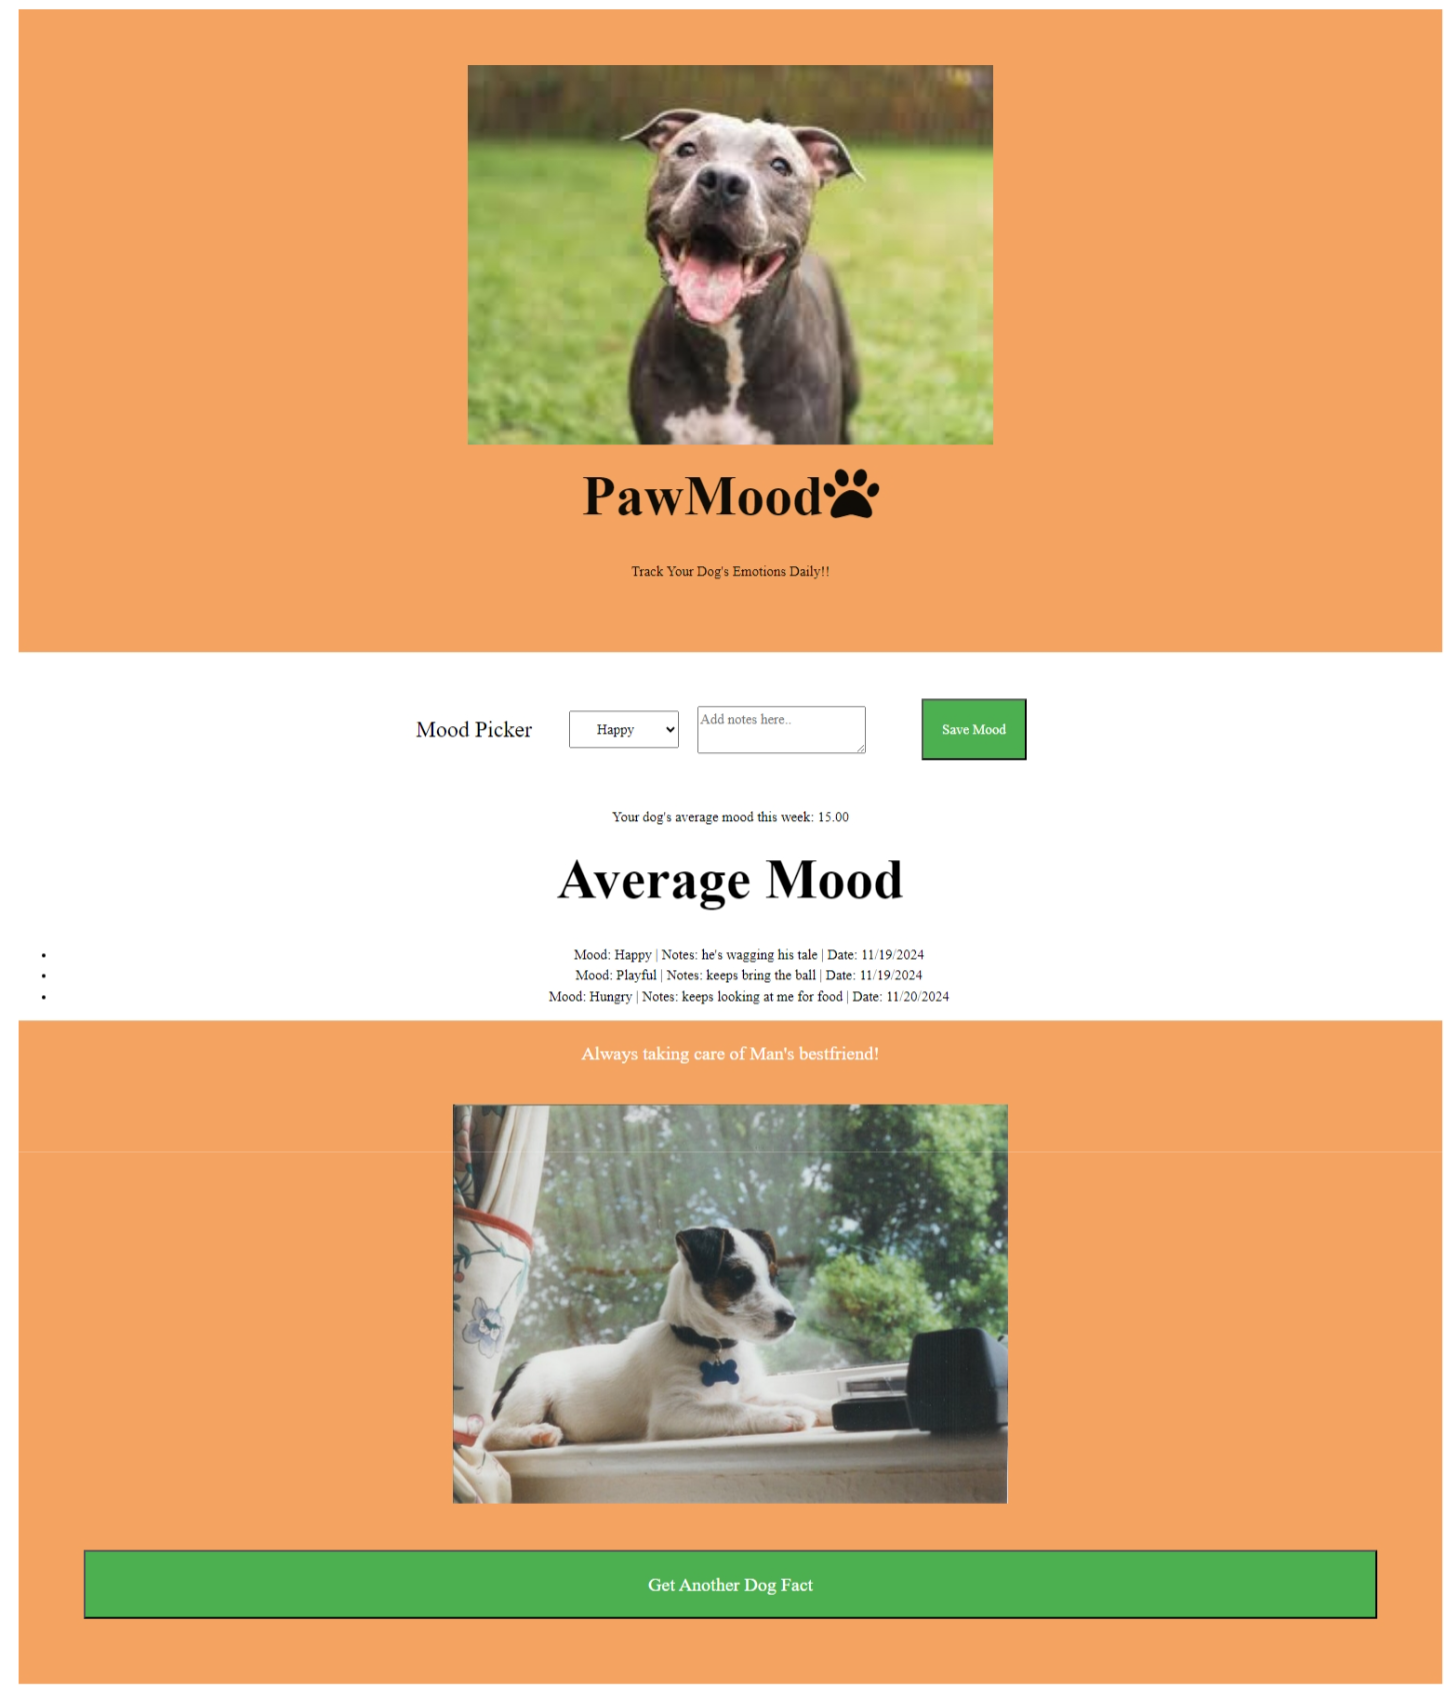 PawMood
Track Your Dog's Emotions Daily!!
Mood Picker Happy Add notes here.. Save Mood
Your dog's average mood this week: 15.00
Average Mood
Mood: Happy | Notes: he's wagging his tale | Date: 11/19/2024
Mood: Playful | Notes: keeps bring the ball | Date: 11/19/2024
Mood: Hungry | Notes: keeps looking at me for food | Date: 11/20/2024
Always taking care of Man's bestfriend!
Get Another Dog Fact